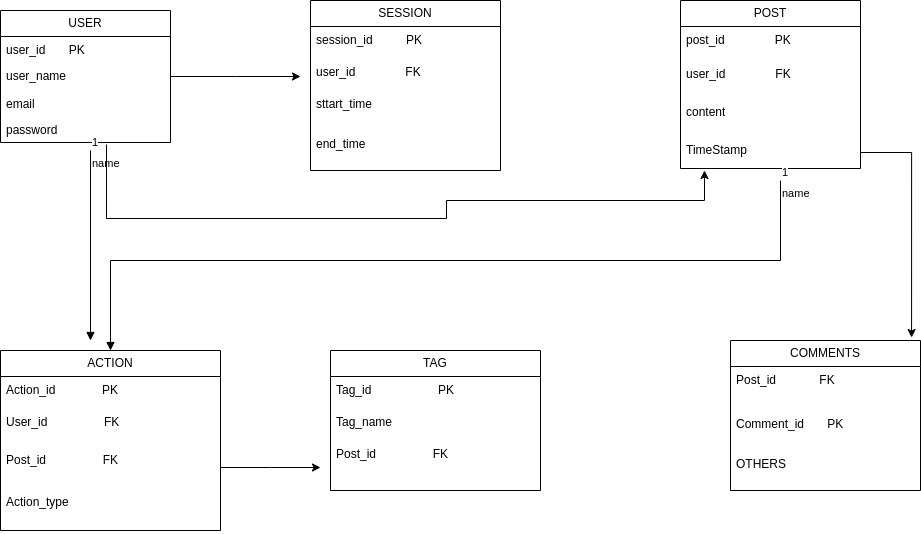 USER
user_id PK
user_name
email
password
1
name
SESSION
session_id PK
user_id FK
sttart_time
end_time
POST
post_id PK
user_id FK
content
TimeStamp
1
name
ACTION
Action_id PK
User_id FK
Post_id FK
Action_type
TAG
Tag_id PK
Tag_name
Post_id FK
COMMENTS
Post_id FK
Comment_id PK
OTHERS